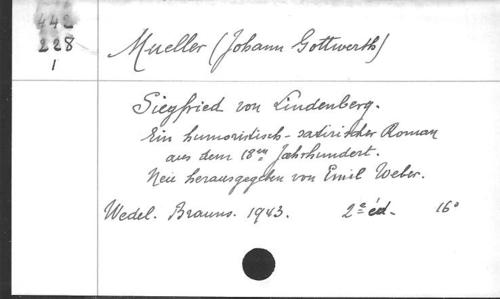 442
228
1
Mueller (Johann Gottwerth)
Siegfried von Lindenberg.
Ein humoristisch-satirischer Roman
aus dem 18en Jahrhundert.
Neu herausgegeben von Emil Weber.
Wedel. Brauns. 1943. 2e éd. 16°